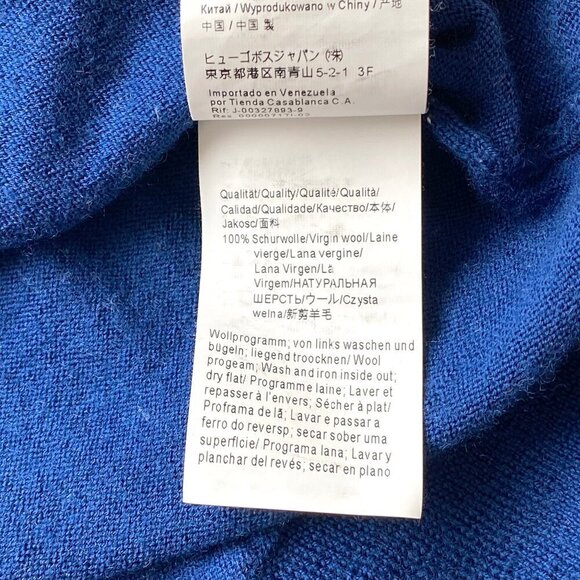 Китай / Wyprodukowano w Chiny / 产地
中国 / 中国 製
ヒューゴボスジャパン (株)
東京都港区南青山5-2-1 3F
Importado en Venezuela
por Tienda Casablanca C.A.
Rif: J-00327893-9
Qualität/Quality/Qualité/Qualità/
Calidad/Qualidade/Качество/本体/
Jakosc/面料
100% Schurwolle/Virgin wool/Laine
vierge/Lana vergine/
Lana Virgen/Lã
Virgem/НАТУРАЛЬНАЯ
ШЕРСТЬ/ウール/Czysta
welna/新剪羊毛
Wollprogramm; von links waschen und
bügeln; liegend troocknen/ Wool
progeam; Wash and iron inside out;
dry flat/ Programme laine; Laver et
repasser à l'envers; Sécher à plat/
Proframa de lã; Lavar e passar a
ferro do reversp; secar sober uma
superflcie/ Programa lana; Lavar y
planchar del revés; secar en plano